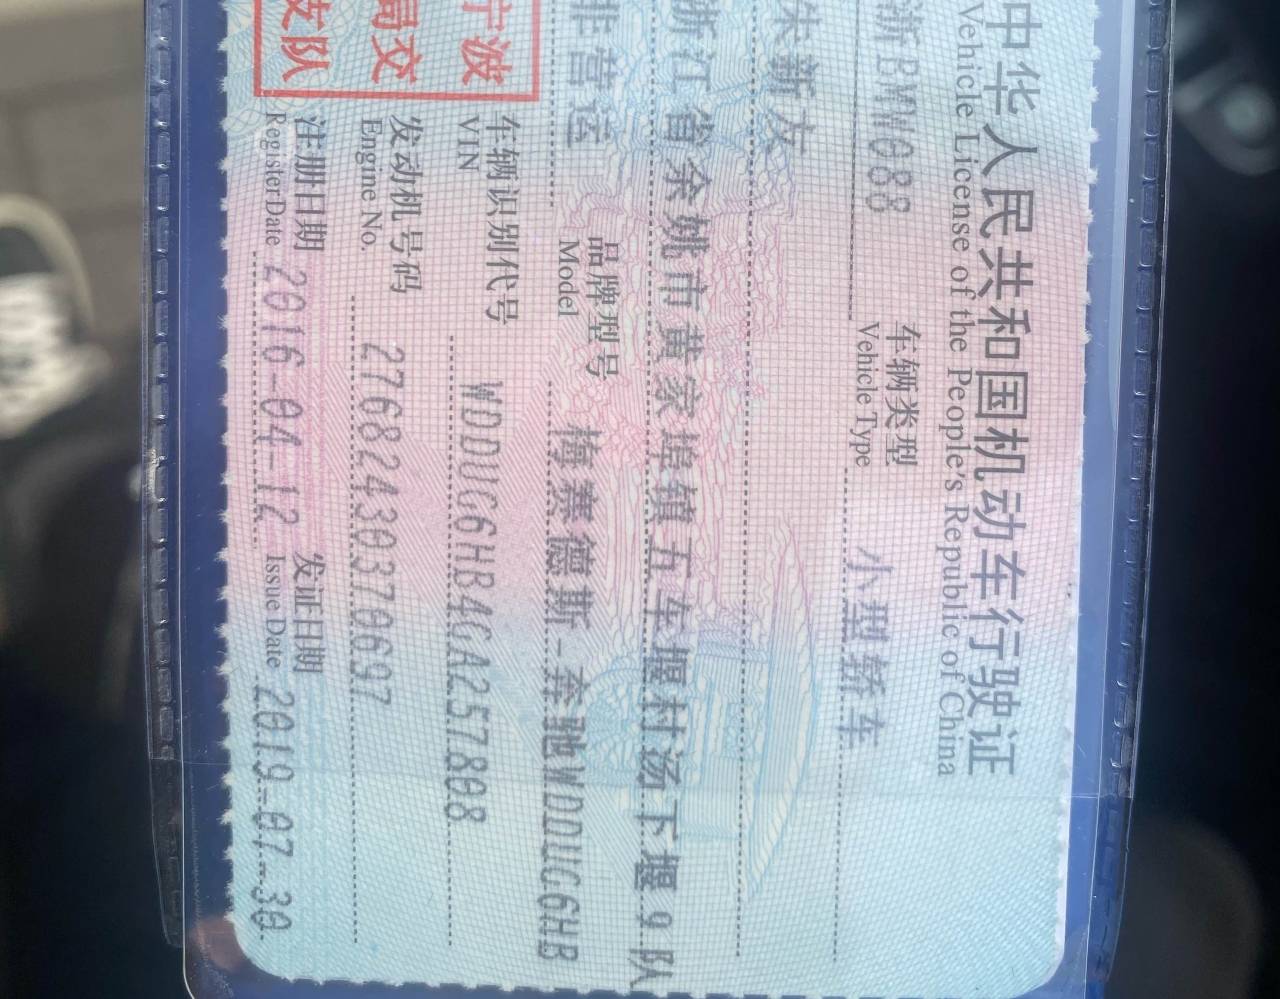 中华人民共和国机动车行驶证
Vehicle License of the People's Republic of China
浙BMW088 车辆类型 小型轿车
Vehicle Type
朱新友
浙江省余姚市黄家埠镇五车堰村汤下堰9队
非营运 品牌型号 梅赛德斯-奔驰WDDUG6HB
Model
车辆识别代号 WDDUG6HB4GA257808
VIN
发动机号码 27682430370697
Engine No.
注册日期 2016-04-12 发证日期 2019-07-30
Register Date Issue Date
宁波
局交
支队